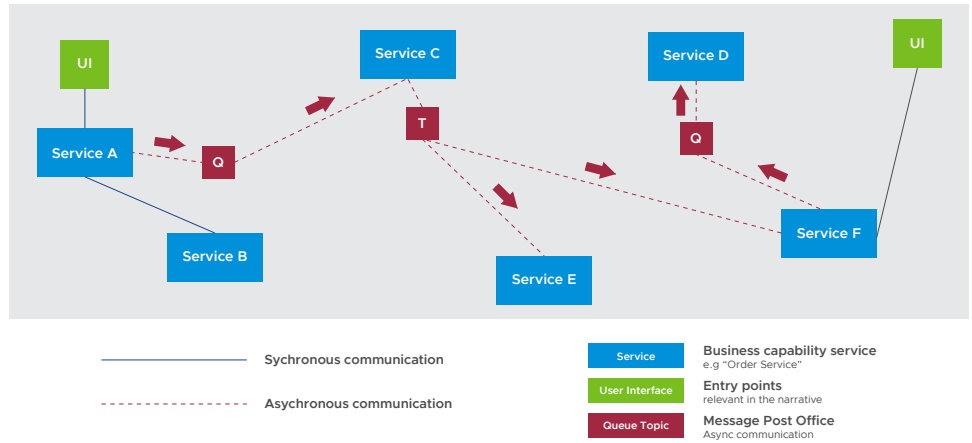 UI
Service A
Service B
Q
Service C
T
Service E
Service D
Q
Service F
UI
Sychronous communication
Asychronous communication
Service
Business capability service
e.g “Order Service”
User Interface
Entry points
relevant in the narrative
Queue Topic
Message Post Office
Async communication